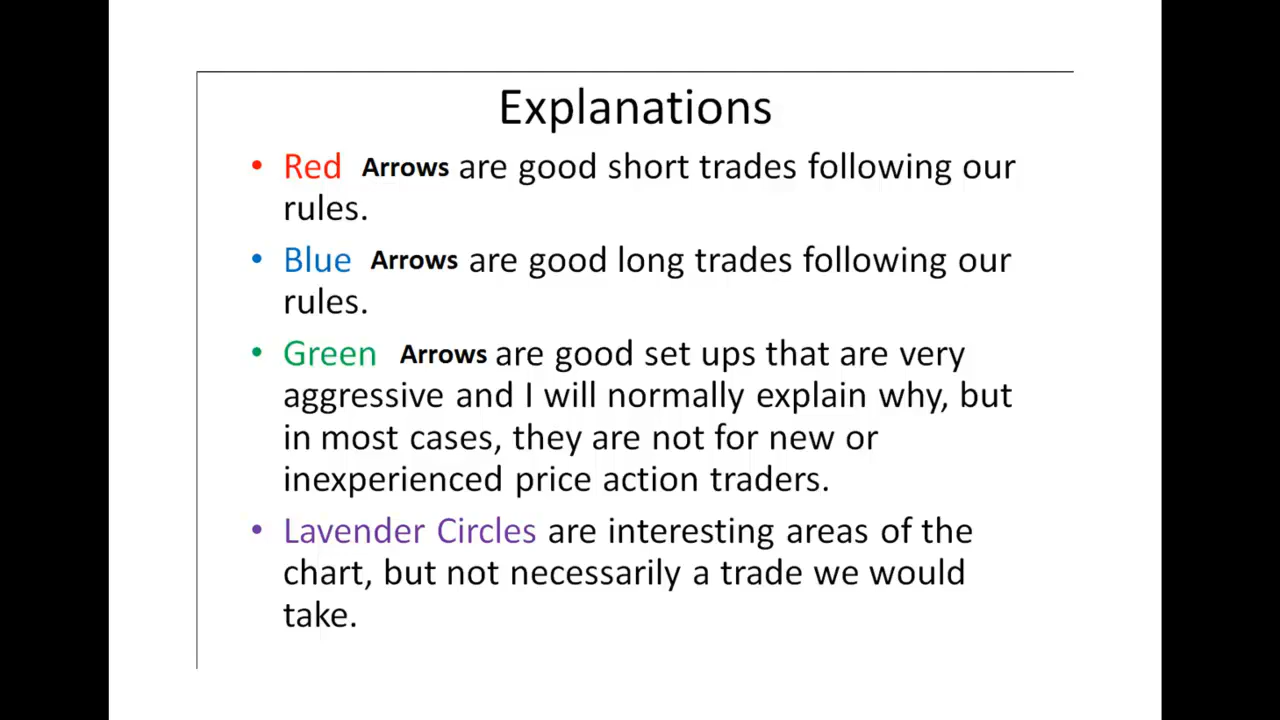 Explanations
• Red Arrows are good short trades following our
rules.
• Blue Arrows are good long trades following our
rules.
• Green Arrows are good set ups that are very
aggressive and I will normally explain why, but
in most cases, they are not for new or
inexperienced price action traders.
• Lavender Circles are interesting areas of the
chart, but not necessarily a trade we would
take.